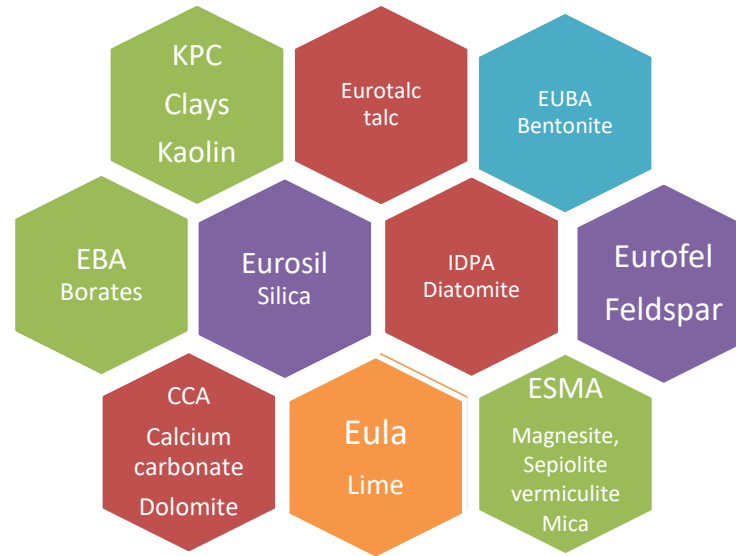 KPC
Clays
Kaolin
Eurotalc
talc
EUBA
Bentonite
EBA
Borates
Eurosil
Silica
IDPA
Diatomite
Eurofel
Feldspar
CCA
Calcium
carbonate
Dolomite
Eula
Lime
ESMA
Magnesite,
Sepiolite
vermiculite
Mica